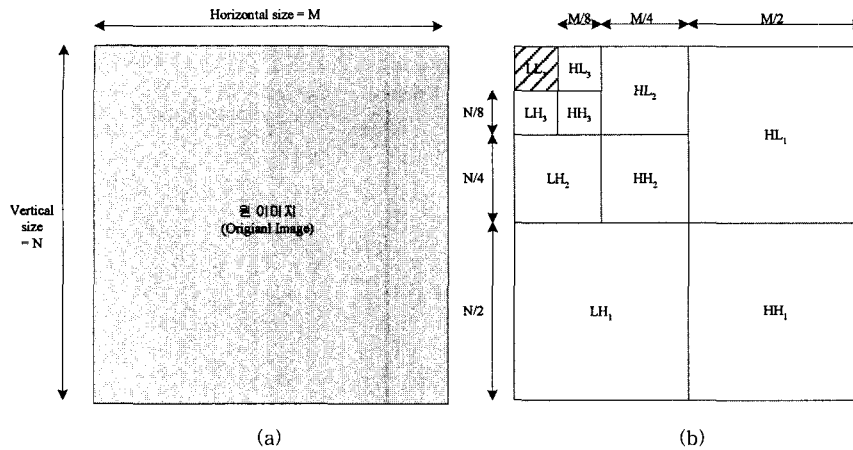 Horizontal size = M
Vertical
size
= N
원 이미지
(Origianl Image)
(a)
M/8
M/4
M/2
N/8
N/4
N/2
HL₃
LH₃
HH₃
HL₂
LH₂
HH₂
HL₁
LH₁
HH₁
(b)